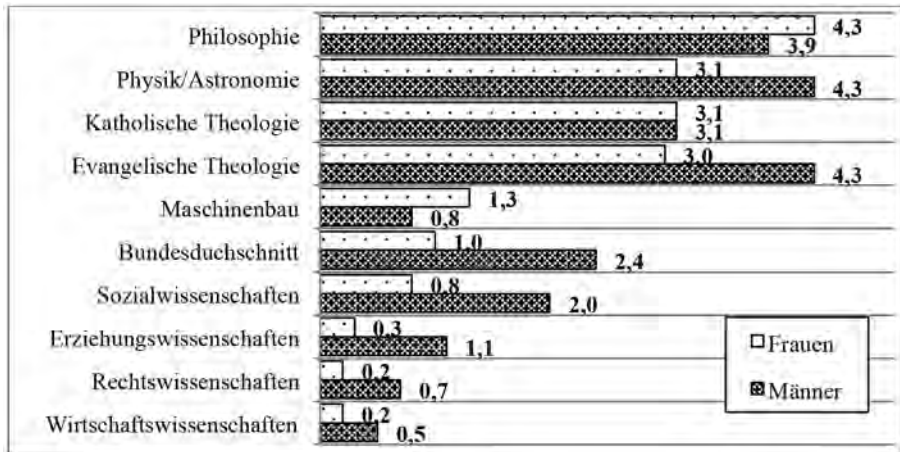 Philosophie
4,3
3,9
Physik/Astronomie
3,1
4,3
Katholische Theologie
3,1
3,1
Evangelische Theologie
3,0
4,3
Maschinenbau
1,3
0,8
Bundesduchschnitt
1,0
2,4
Sozialwissenschaften
0,8
2,0
Erziehungswissenschaften
0,3
1,1
Rechtswissenschaften
0,2
0,7
Wirtschaftswissenschaften
0,2
0,5
Frauen
Männer